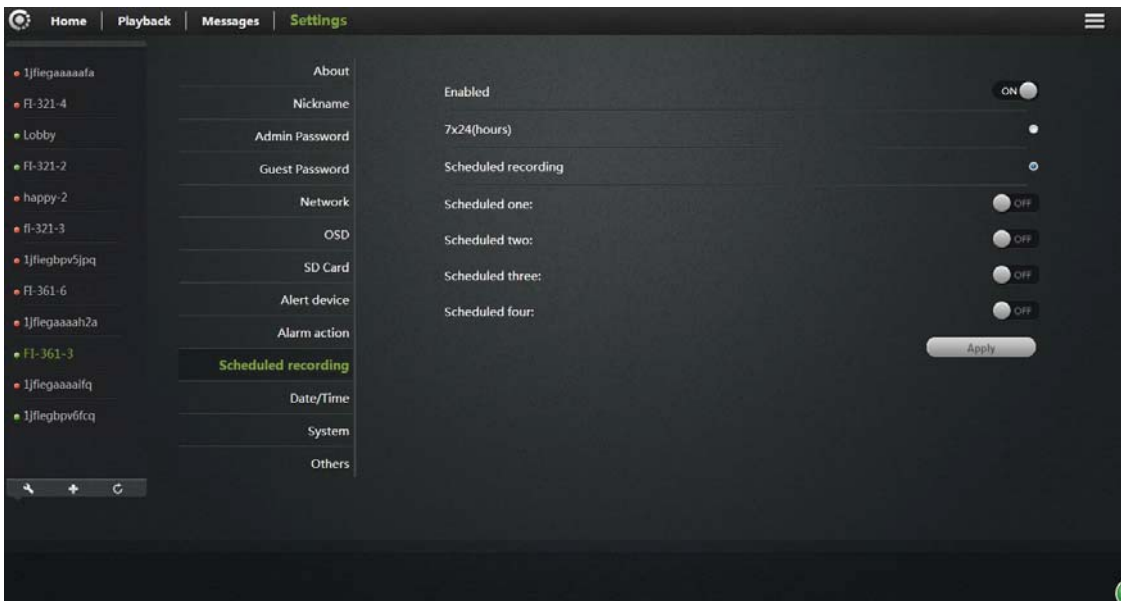 Home | Playback | Messages | Settings
1jfiegaaaaafa
FI-321-4
Lobby
FI-321-2
happy-2
fI-321-3
1jfiegbpv5jpq
FI-361-6
1jfiegaaaah2a
FI-361-3
1jfiegaaaaifq
1jfiegbpv6fcq
About
Nickname
Admin Password
Guest Password
Network
OSD
SD Card
Alert device
Alarm action
Scheduled recording
Date/Time
System
Others
Enabled ON
7x24(hours)
Scheduled recording
Scheduled one: OFF
Scheduled two: OFF
Scheduled three: OFF
Scheduled four: OFF
Apply